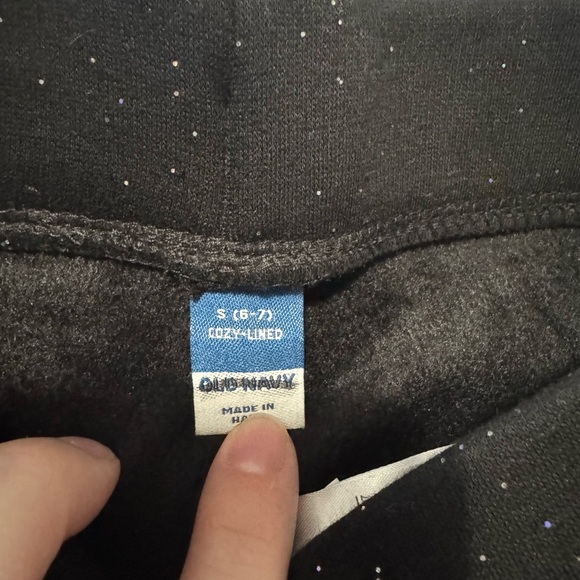 S (6-7)
COZY-LINED
OLD NAVY
MADE IN